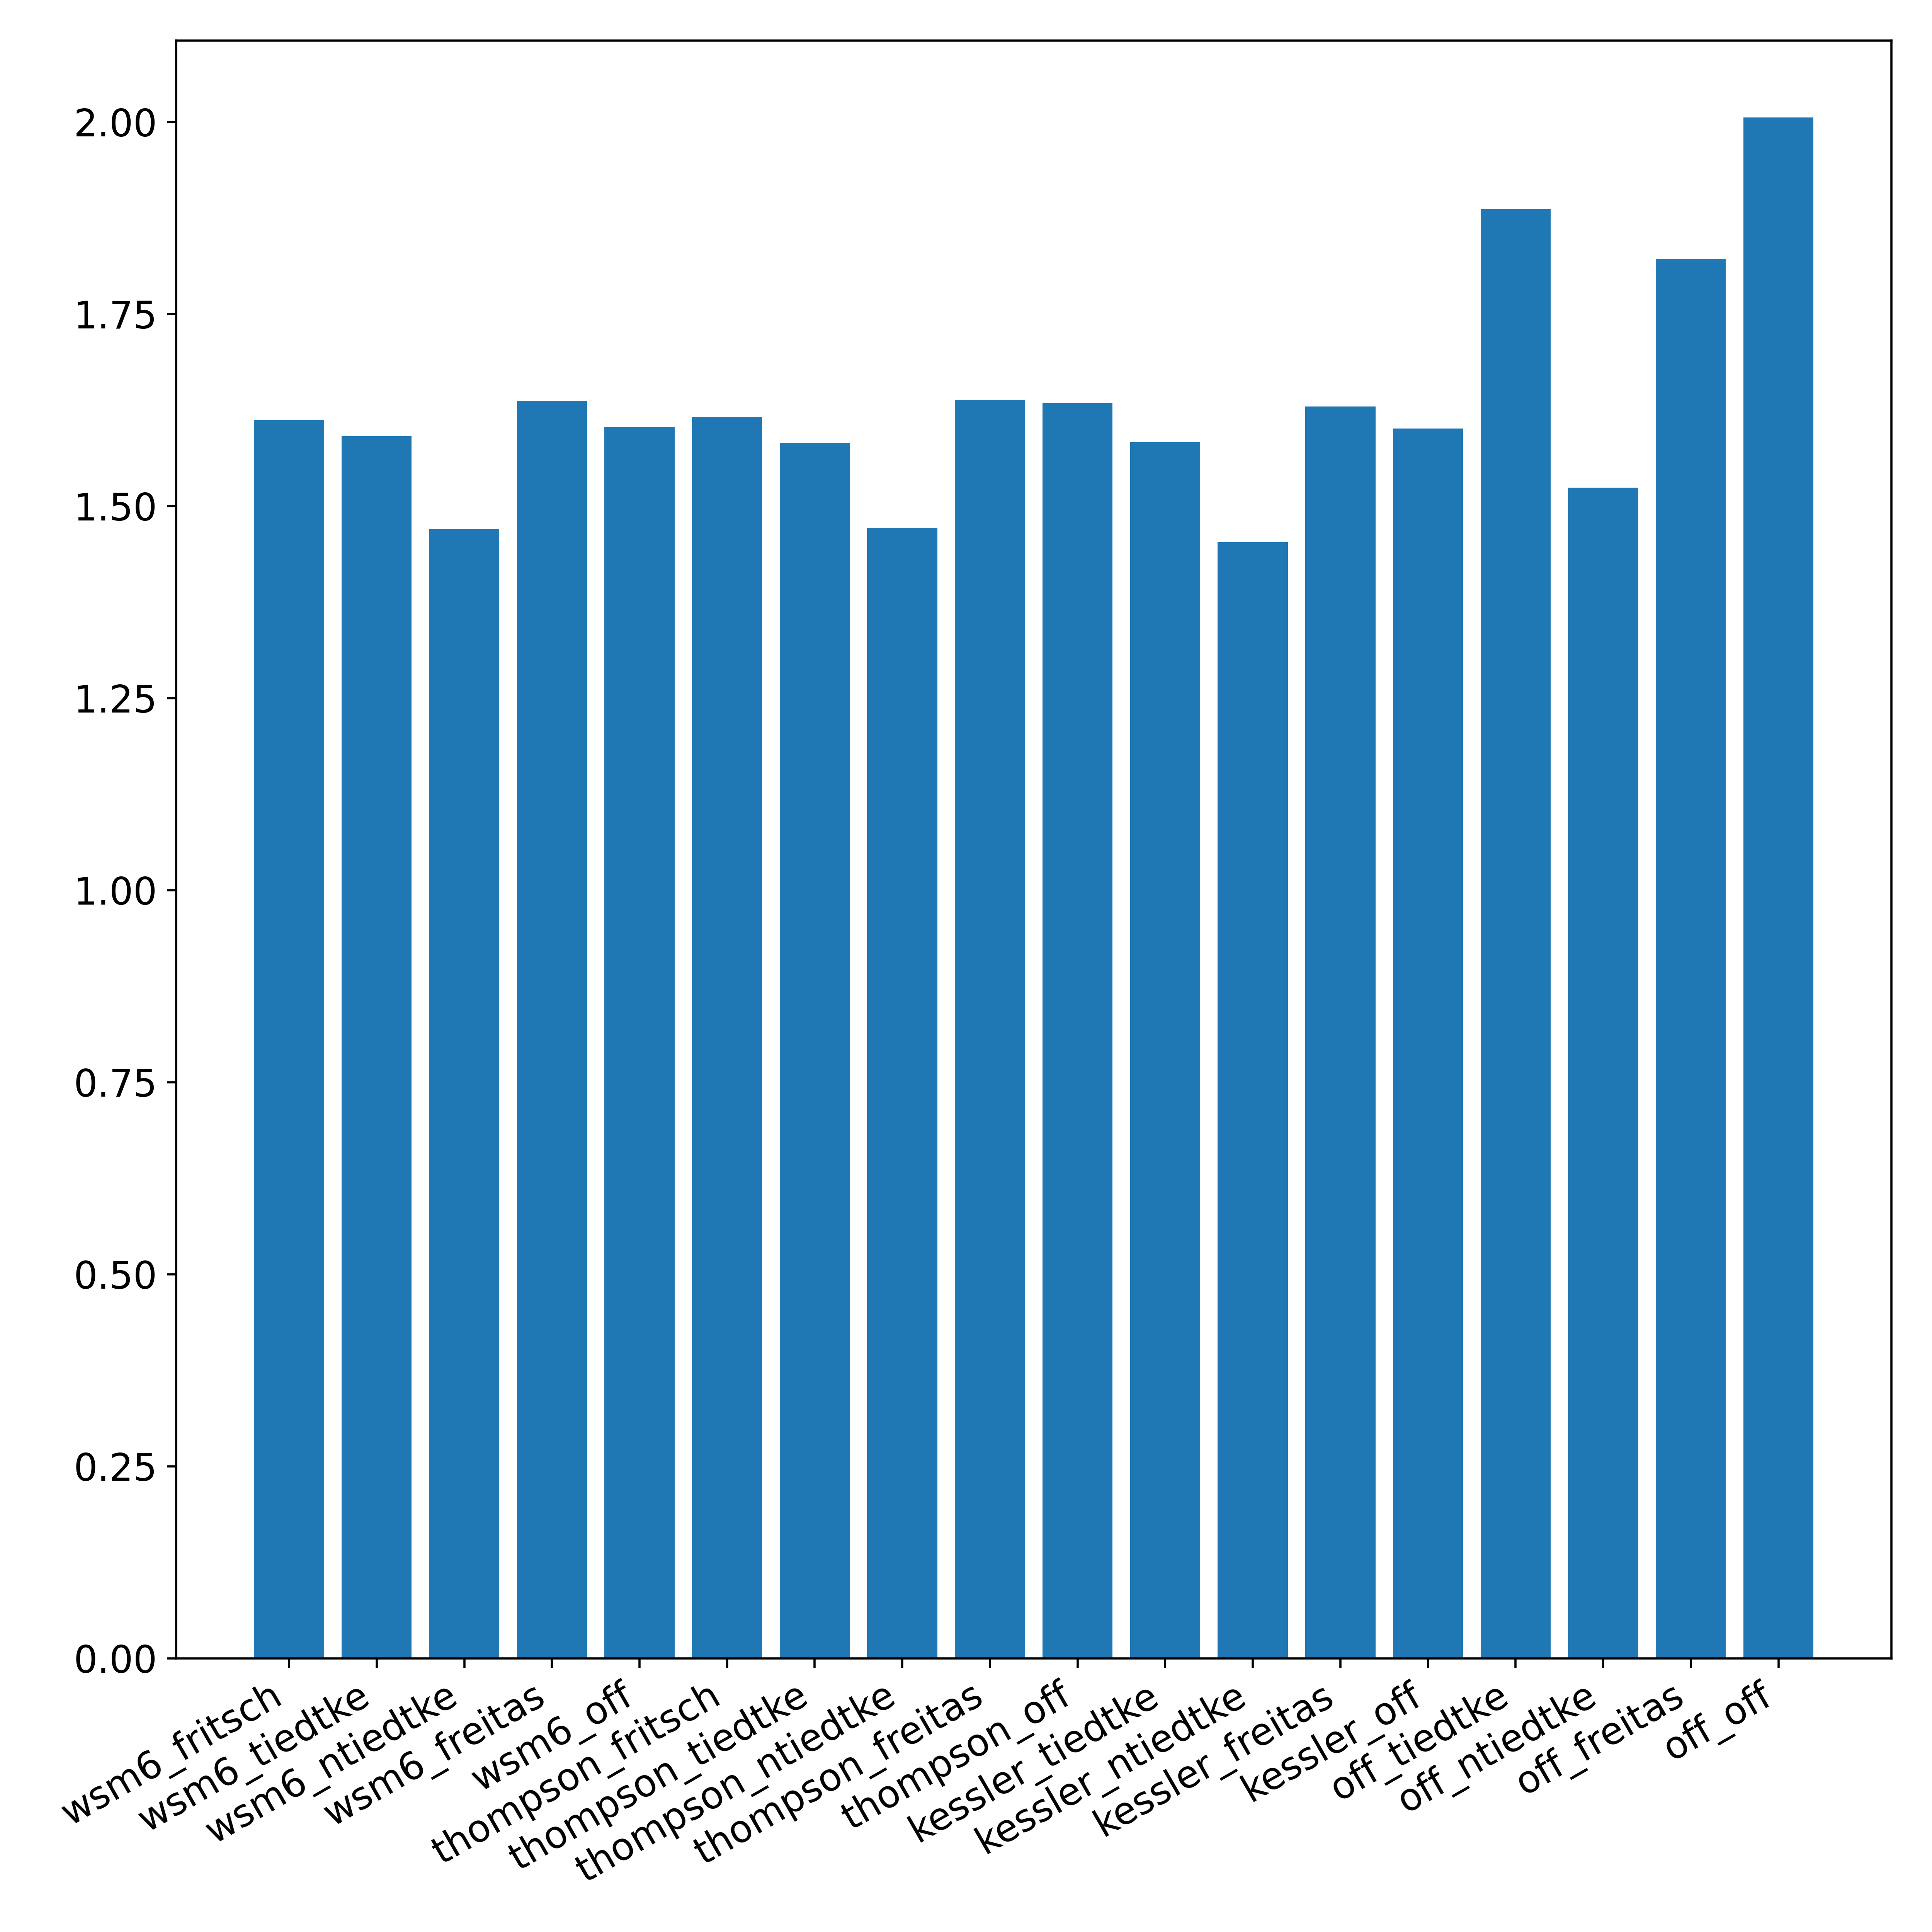 2.00
1.75
1.50
1.25
1.00
0.75
0.50
0.25
0.00
wsm6_fritsch
wsm6_tiedtke
wsm6_ntiedtke
wsm6_freitas
wsm6_off
thompson_fritsch
thompson_tiedtke
thompson_ntiedtke
thompson_freitas
thompson_off
kessler_tiedtke
kessler_ntiedtke
kessler_freitas
kessler_off
off_tiedtke
off_ntiedtke
off_freitas
off_off